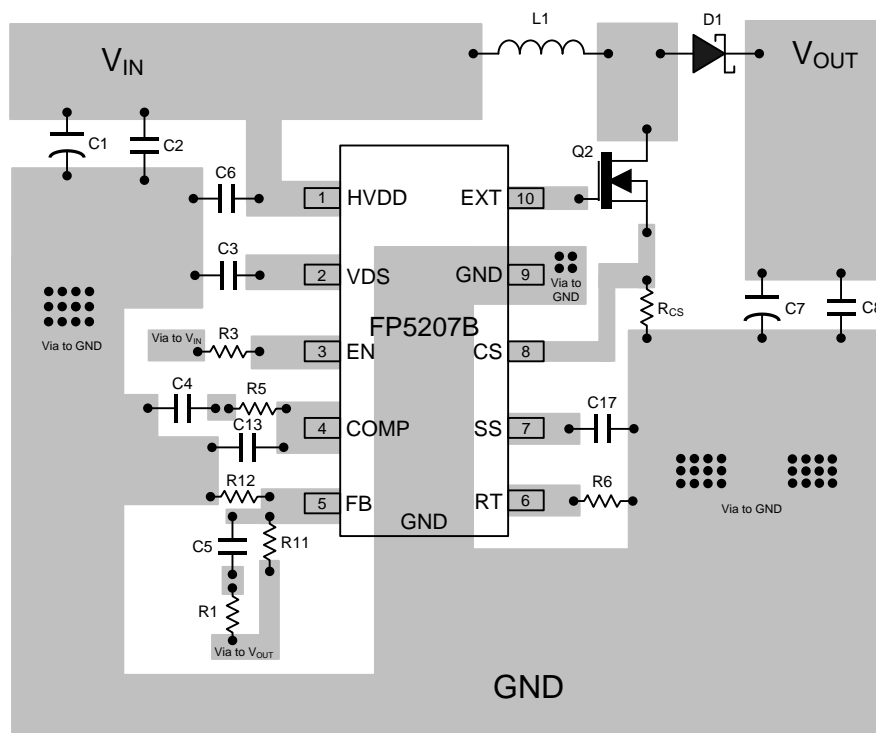 L1
D1
VIN
VOUT
C1
C2
Q2
C6
1
HVDD
EXT
10
C3
2
VDS
GND
9
Via to
GND
RCS
C7
C8
Via to GND
FP5207B
Via to VIN
R3
3
EN
CS
8
C4
R5
C17
4
COMP
SS
7
C13
R12
R6
5
FB
RT
6
GND
Via to GND
C5
R11
R1
Via to VOUT
GND